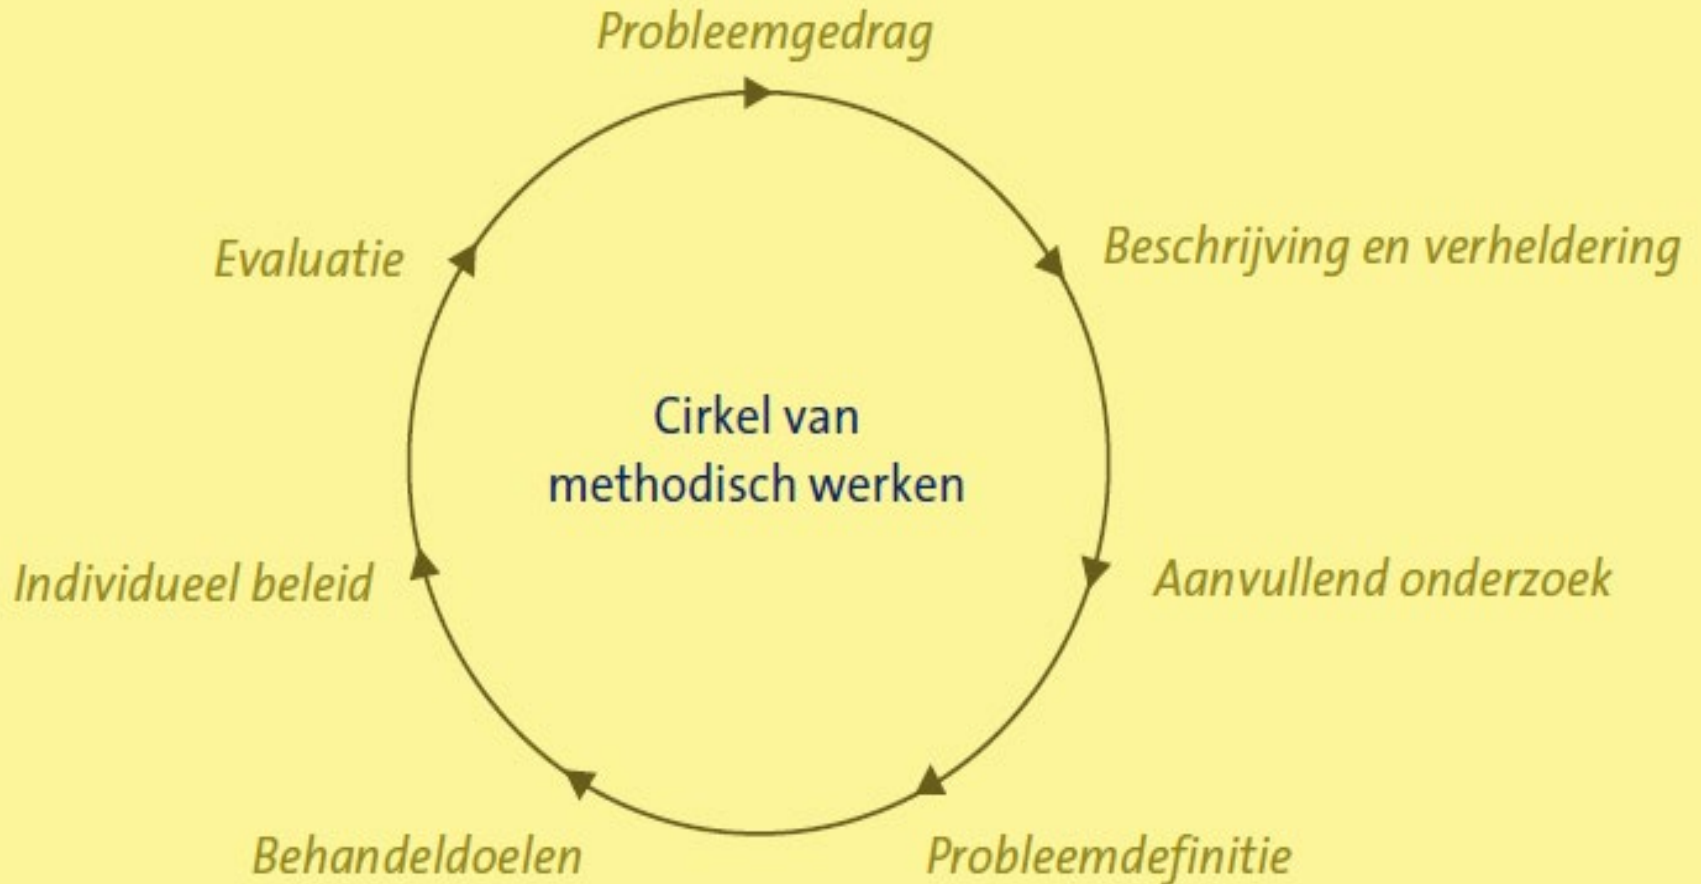 Probleemgedrag
Beschrijving en verheldering
Evaluatie
Cirkel van
methodisch werken
Aanvullend onderzoek
Individueel beleid
Probleemdefinitie
Behandeldoelen